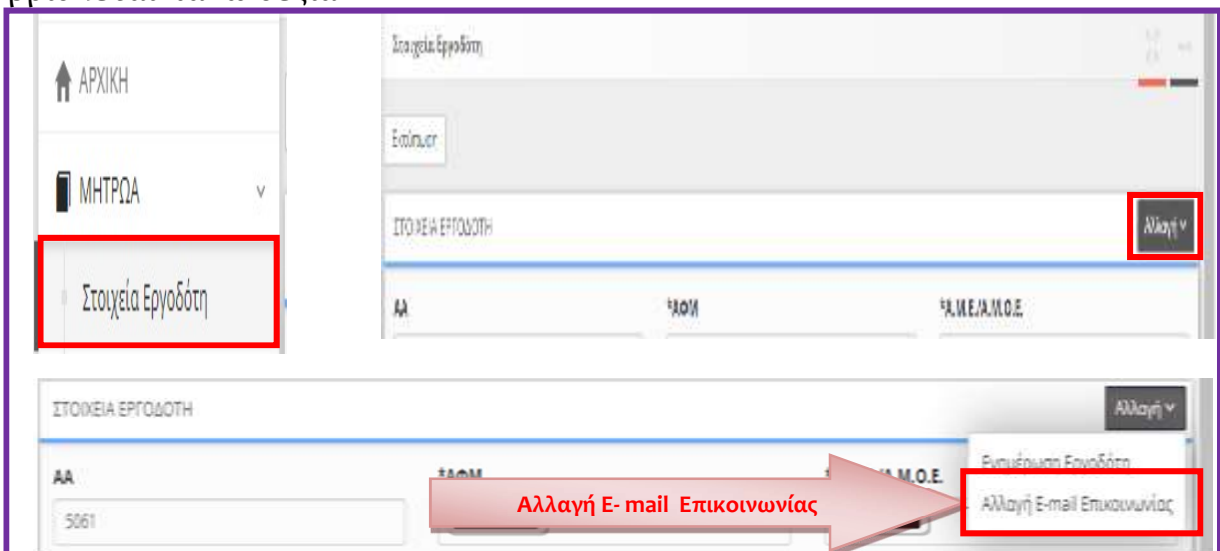 ΑΡΧΙΚΗ
ΜΗΤΡΩΑ
Στοιχεία Εργοδότη
Στοιχεία Εργοδότη
Εκτύπωση
ΣΤΟΙΧΕΙΑ ΕΡΓΟΔΟΤΗ
Αλλαγή
ΑΑ
*ΑΦΜ
*Α.Μ.Ε./Α.Μ.Ο.Ε.
ΣΤΟΙΧΕΙΑ ΕΡΓΟΔΟΤΗ
Αλλαγή
Ενημέρωση Εργοδότη
ΑΑ
*ΑΦΜ
Α.Μ.Ο.Ε.
Αλλαγή E-mail Επικοινωνίας
Αλλαγή E- mail Επικοινωνίας
5061